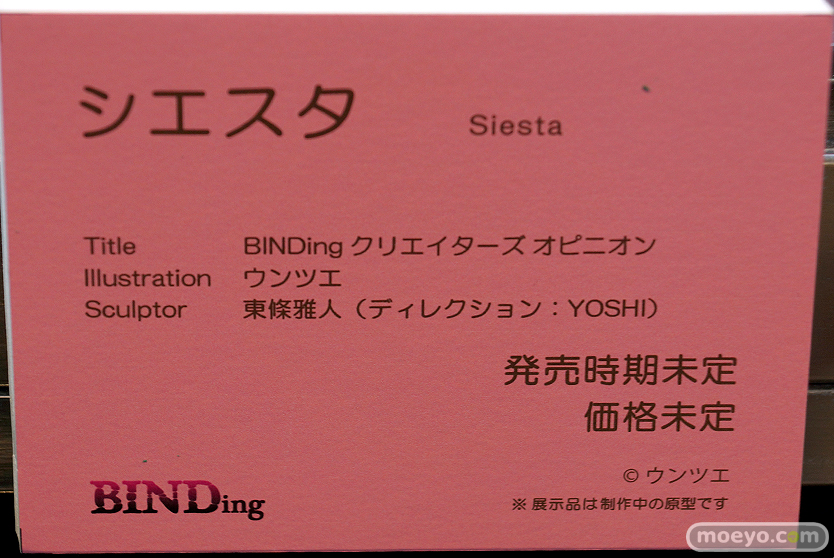 シエスタ Siesta
Title BINDing クリエイターズ オピニオン
Illustration ウンツエ
Sculptor 東條雅人（ディレクション：YOSHI）
発売時期未定
価格未定
© ウンツエ
BINDing ※ 展示品は制作中の原型です
moeyo.com